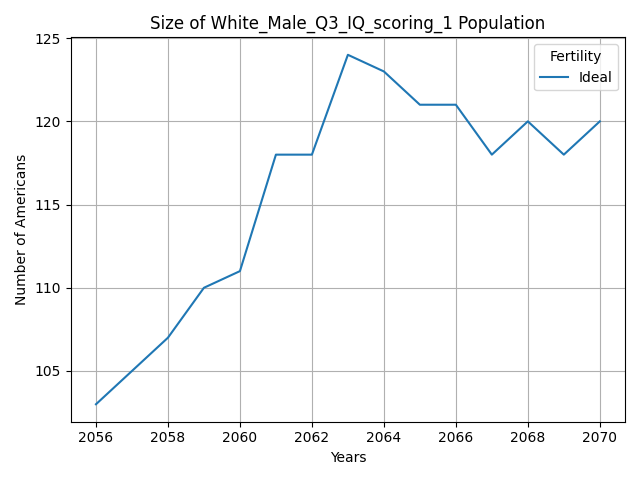 Size of White_Male_Q3_IQ_scoring_1 Population
Fertility
Ideal
Number of Americans
125
120
115
110
105
2056 2058 2060 2062 2064 2066 2068 2070
Years